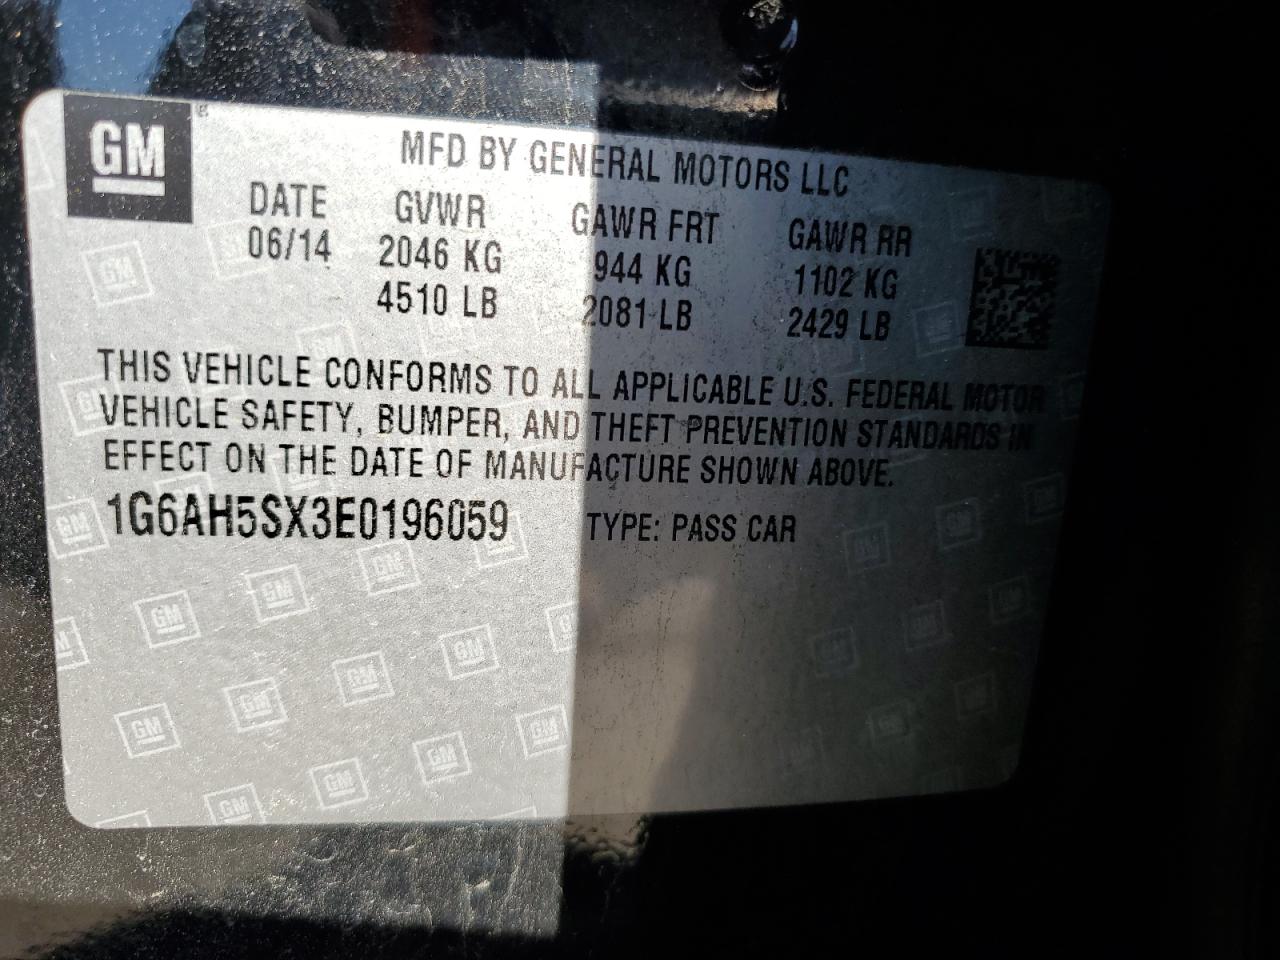 GM
MFD BY GENERAL MOTORS LLC
DATE GVWR GAWR FRT GAWR RR
06/14 2046 KG 944 KG 1102 KG
4510 LB 2081 LB 2429 LB
THIS VEHICLE CONFORMS TO ALL APPLICABLE U.S. FEDERAL MOTOR
VEHICLE SAFETY, BUMPER, AND THEFT PREVENTION STANDARDS IN
EFFECT ON THE DATE OF MANUFACTURE SHOWN ABOVE.
1G6AH5SX3E0196059 TYPE: PASS CAR